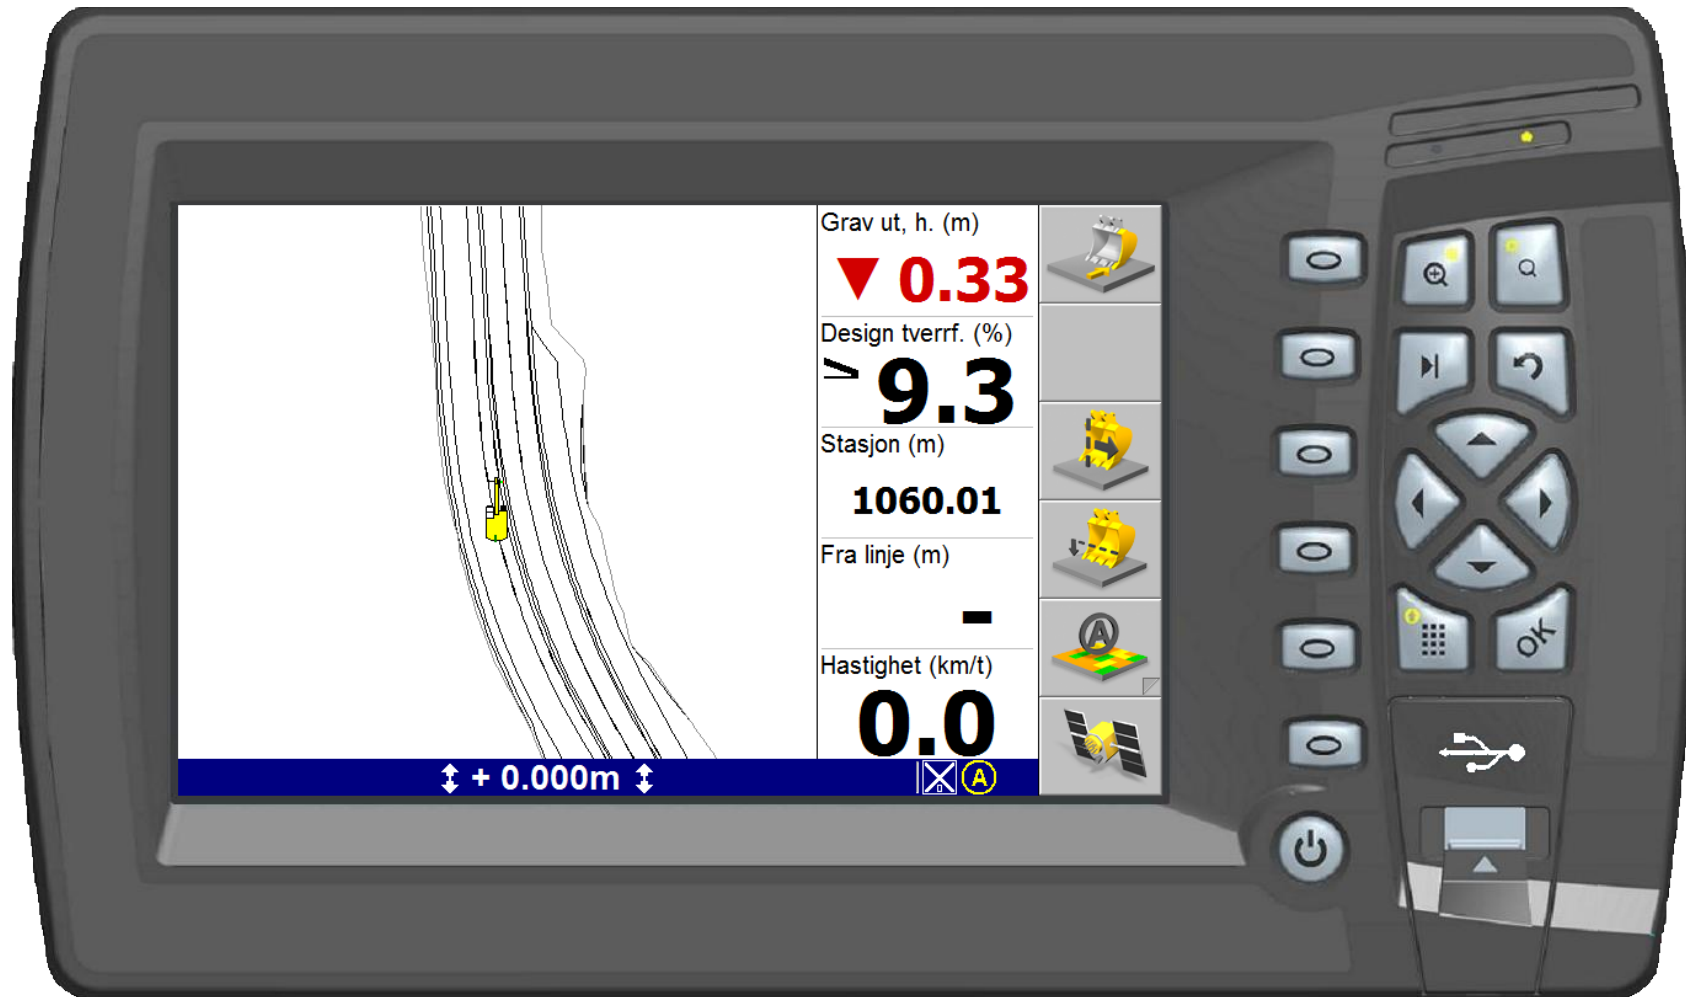 Grav ut, h. (m)
▼ 0.33
Design tverrf. (%)
9.3
Stasjon (m)
1060.01
Fra linje (m)
-
Hastighet (km/t)
0.0
+ 0.000m
A
A
OK